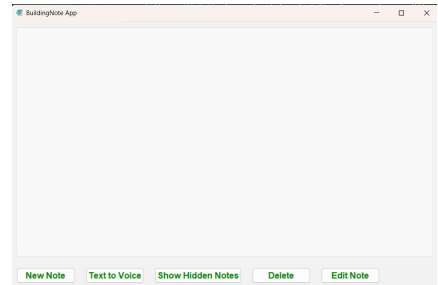 BuildingNote App
New Note Text to Voice Show Hidden Notes Delete Edit Note